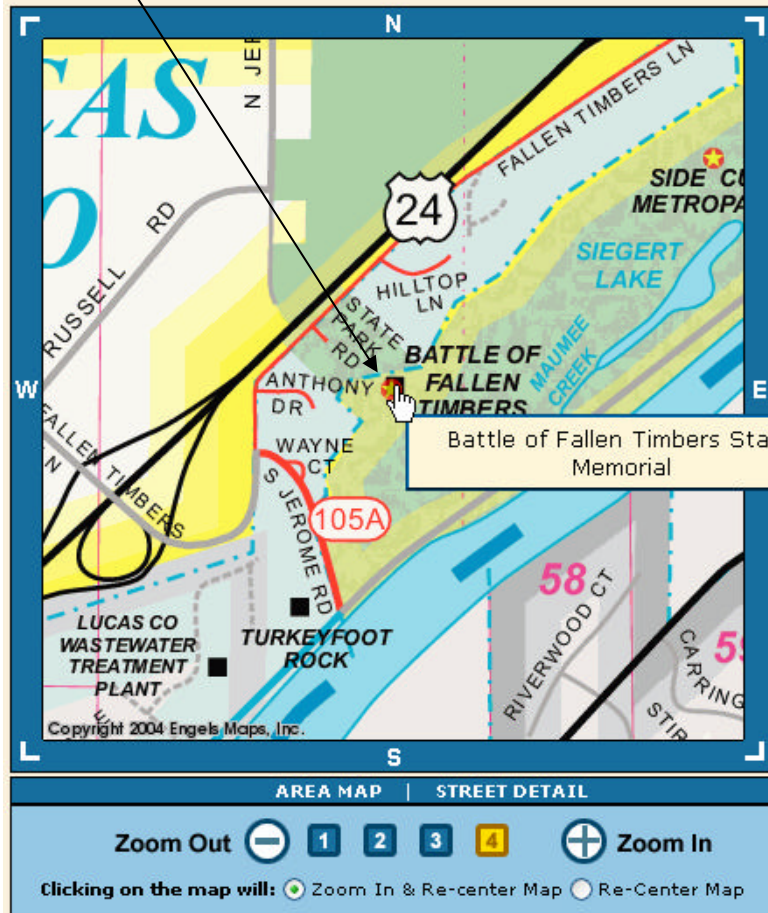 N
CAS
N JER
FALLEN TIMBERS LN
SIDE CU
METROPA
24
RD
SIEGERT
LAKE
O
HILLTOP
LN
RUSSELL
STATE
PARK
RD
MAUMEE
CREEK
BATTLE OF
FALLEN
TIMBERS
W
ANTHONY
DR
E
Battle of Fallen Timbers Sta
Memorial
FALLEN TIMBERS
LN
WAYNE
CT
S JEROME RD
105A
58
RIVERWOOD CT
LUCAS CO
WASTEWATER
TREATMENT
PLANT
TURKEYFOOT
ROCK
CARRING
STIR
Copyright 2004 Engels Maps, Inc.
S
AREA MAP | STREET DETAIL
Zoom Out 1 2 3 4 Zoom In
Clicking on the map will: Zoom In & Re-center Map Re-Center Map